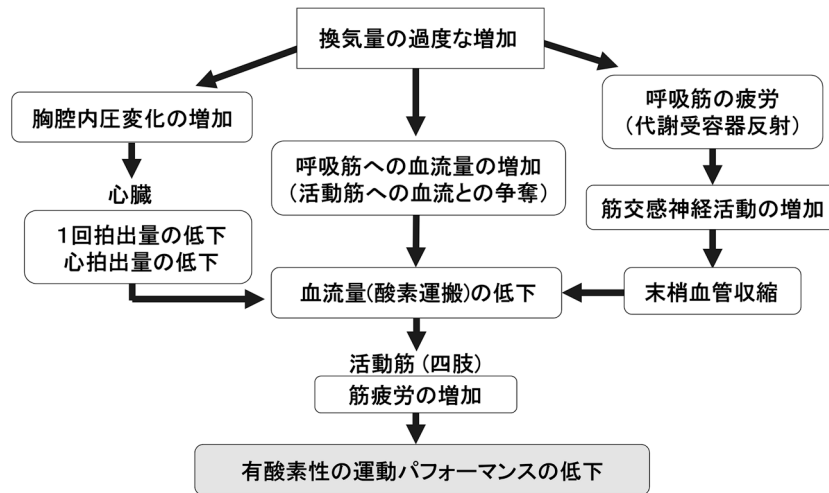 換気量の過度な増加
胸腔内圧変化の増加
心臓
1回拍出量の低下
心拍出量の低下
呼吸筋への血流量の増加
(活動筋への血流との争奪)
呼吸筋の疲労
(代謝受容器反射)
筋交感神経活動の増加
末梢血管収縮
血流量(酸素運搬)の低下
活動筋(四肢)
筋疲労の増加
有酸素性の運動パフォーマンスの低下